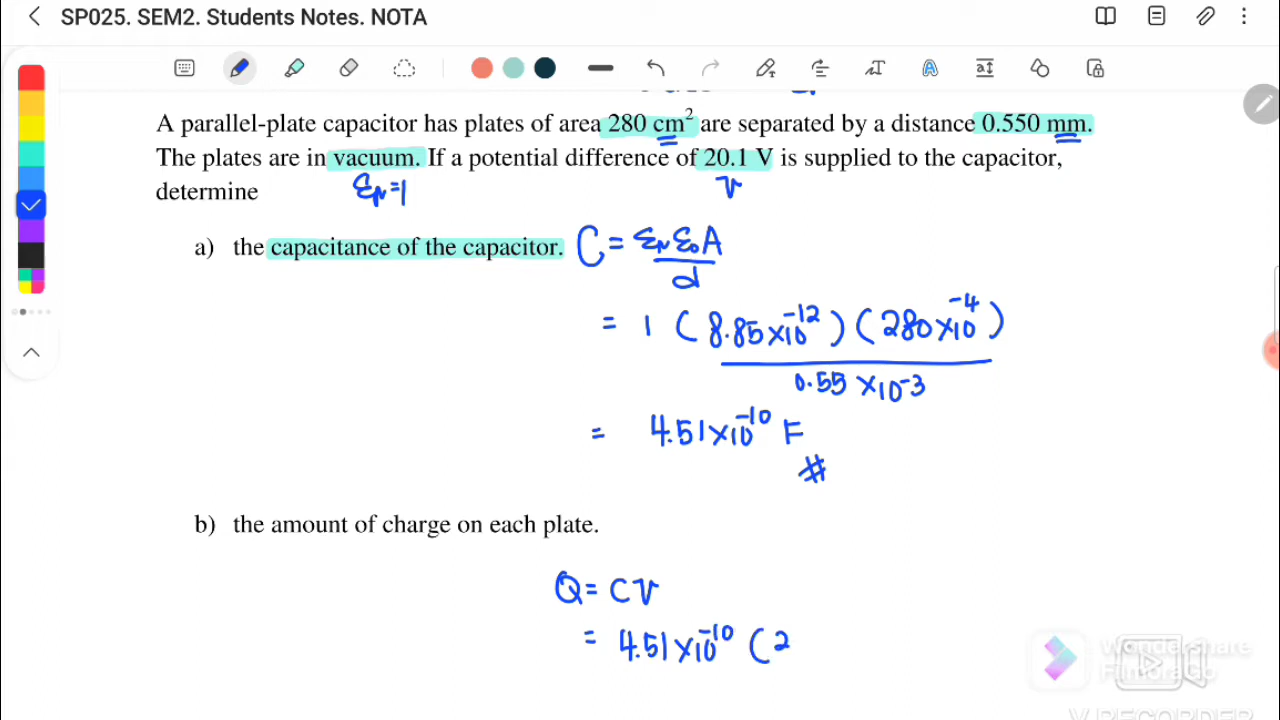 SP025. SEM2. Students Notes. NOTA
A parallel-plate capacitor has plates of area 280 cm² are separated by a distance 0.550 mm.
The plates are in vacuum. If a potential difference of 20.1 V is supplied to the capacitor,
determine
εr=1
V
a) the capacitance of the capacitor. C = εr ε0 A / d
= 1 (8.85×10⁻¹²) (280×10⁻⁴) / 0.55 ×10⁻³
= 4.51×10⁻¹⁰ F
#
b) the amount of charge on each plate.
Q = CV
= 4.51×10⁻¹⁰ (2
Wondershare
Filmora
V RECORDER